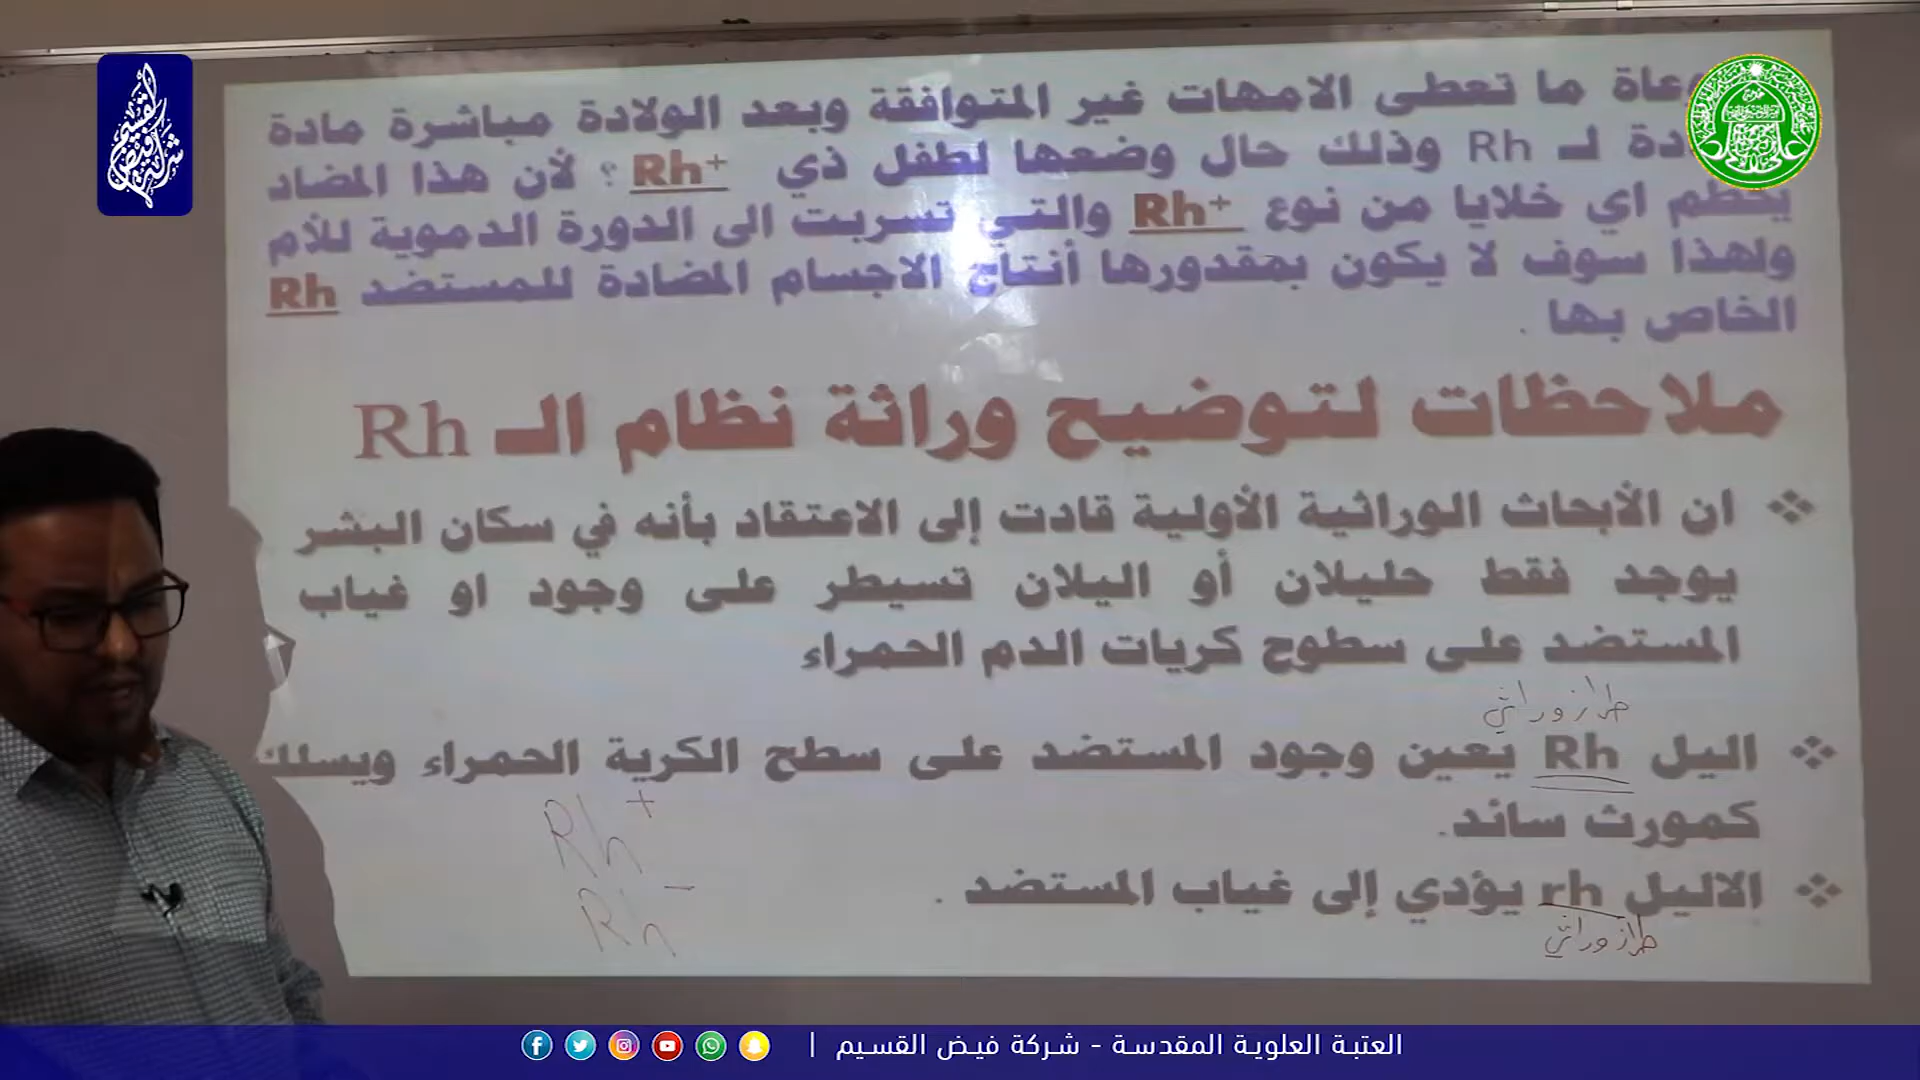 ما تعطى الامهات غير المتوافقة وبعد الولادة مباشرة مادة
لـ Rh وذلك حال وضعها لطفل ذي Rh+ ؟ لأن هذا المضاد
يحطم اي خلايا من نوع Rh+ والتي تسربت الى الدورة الدموية للأم
ولهذا سوف لا يكون بمقدورها أنتاج الاجسام المضادة للمستضد Rh
الخاص بها .
ملاحظات لتوضيح وراثة نظام الـ Rh
ان الأبحاث الوراثية الأولية قادت إلى الاعتقاد بأنه في سكان البشر
يوجد فقط حليلان أو اليلان تسيطر على وجود او غياب
المستضد على سطوح كريات الدم الحمراء
طراز وراثي
اليل Rh يعين وجود المستضد على سطح الكرية الحمراء ويسلك
كمورث سائد.
Rh+
الاليل rh يؤدي إلى غياب المستضد .
Rh-
طراز وراثي
العتبة العلوية المقدسة - شركة فيض القسيم |